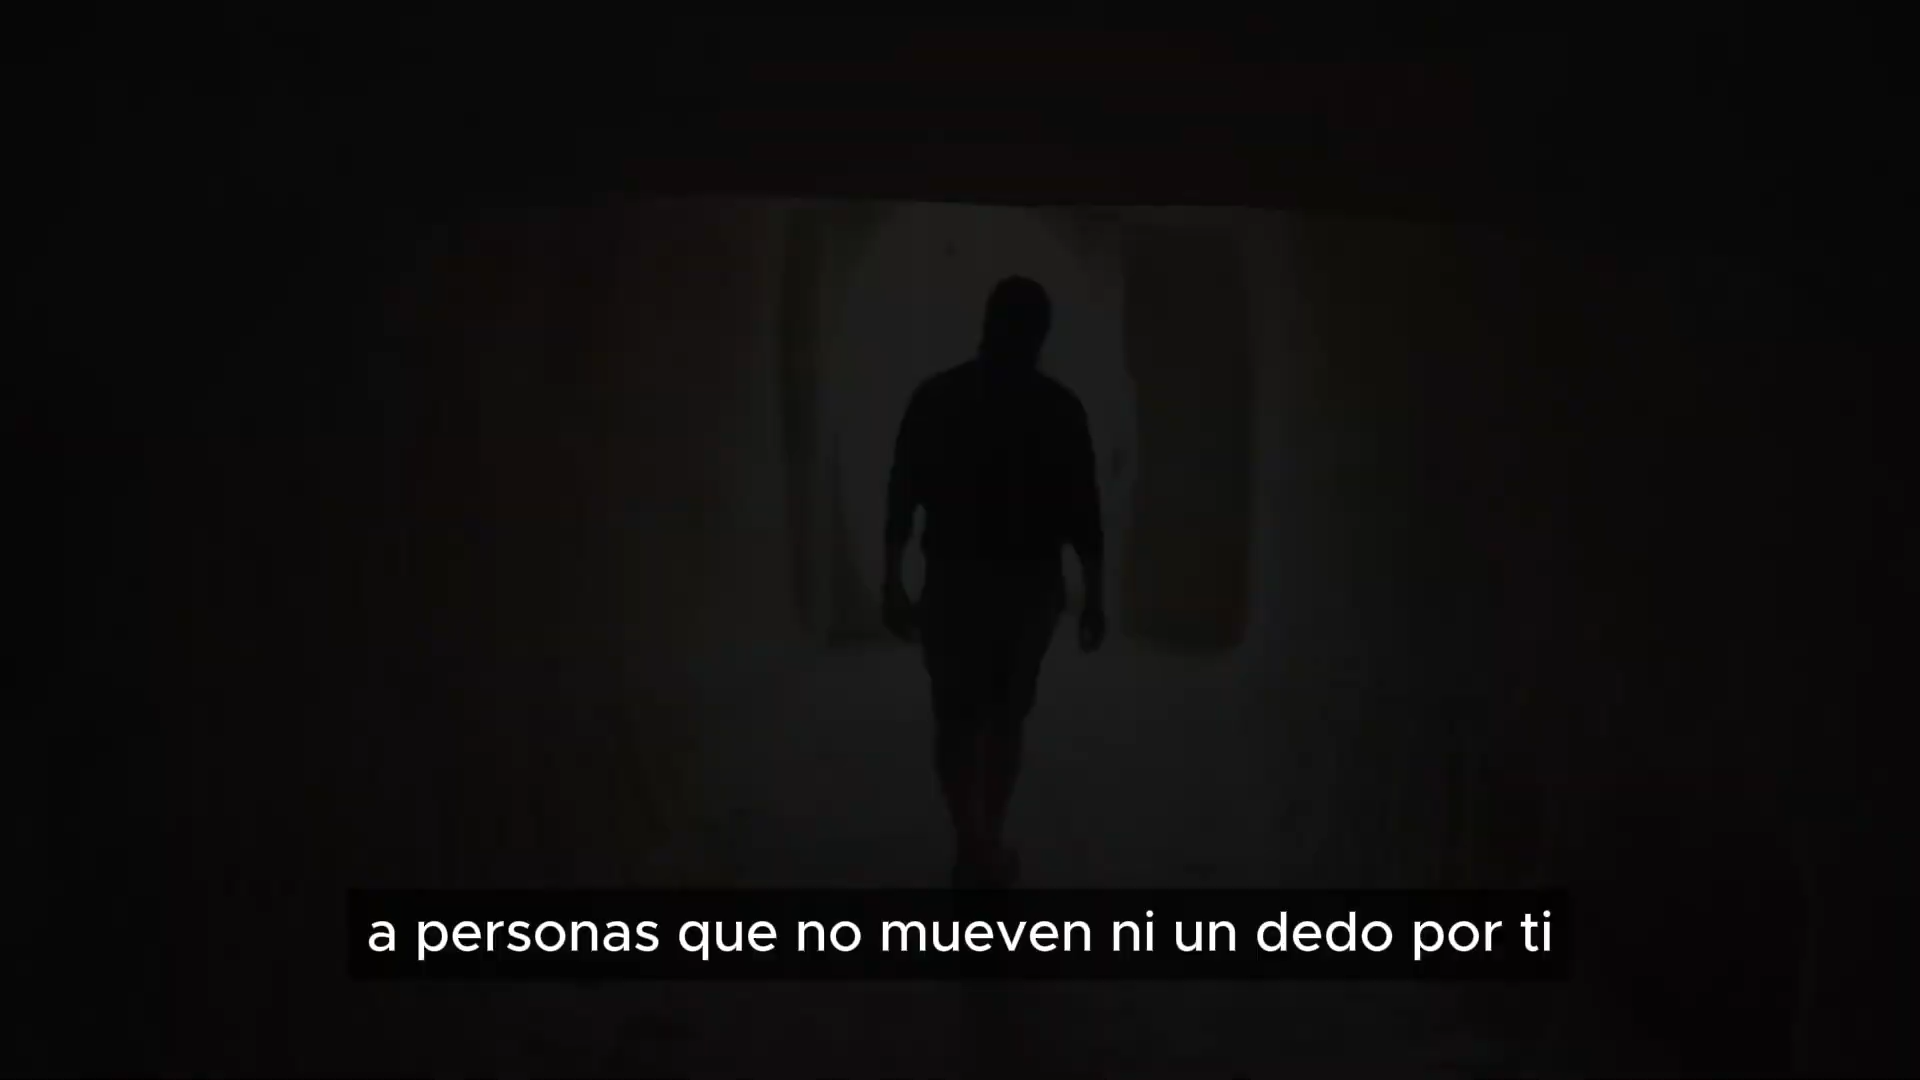 a personas que no mueven ni un dedo por ti